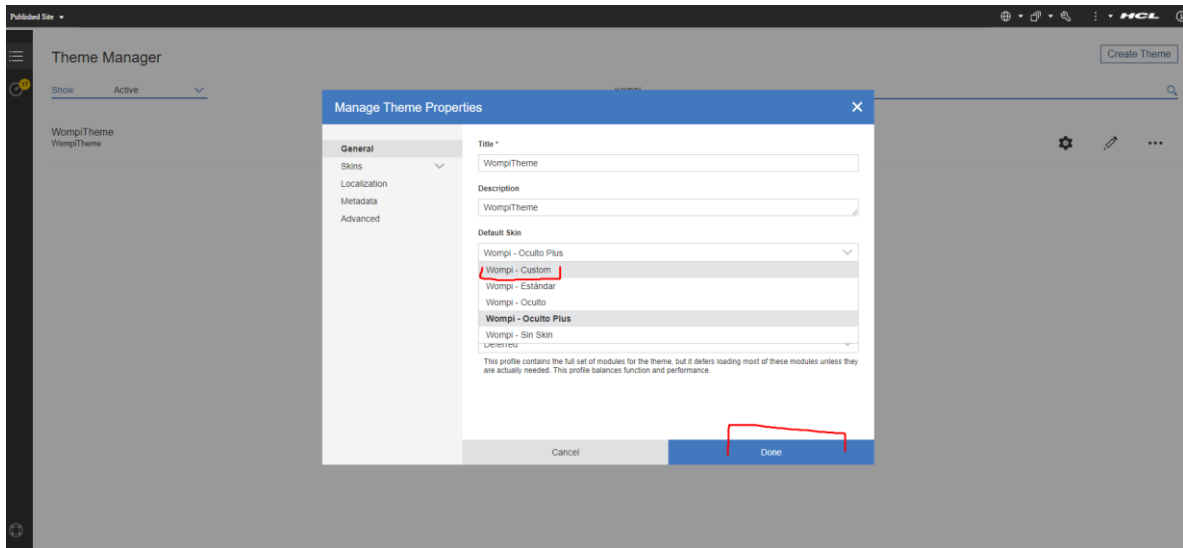 Published Site
HCL
Theme Manager
Create Theme
17
Show Active
wompi
Manage Theme Properties
WompiTheme
WompiTheme
General
Skins
Localization
Metadata
Advanced
Title *
WompiTheme
Description
WompiTheme
Default Skin
Wompi - Oculto Plus
Wompi - Custom
Wompi - Estándar
Wompi - Oculto
Wompi - Oculto Plus
Wompi - Sin Skin
Deferred
This profile contains the full set of modules for the theme, but it defers loading most of these modules unless they
are actually needed. This profile balances function and performance.
Cancel
Done